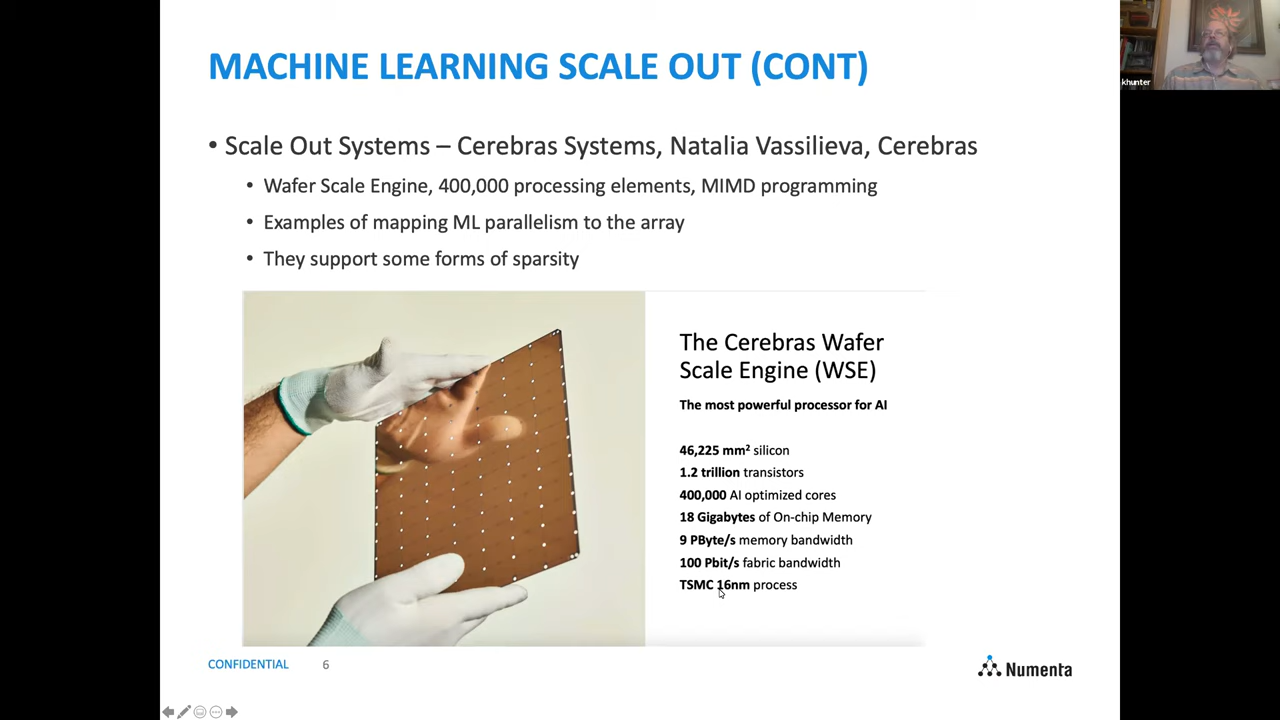 MACHINE LEARNING SCALE OUT (CONT)
• Scale Out Systems – Cerebras Systems, Natalia Vassilieva, Cerebras
• Wafer Scale Engine, 400,000 processing elements, MIMD programming
• Examples of mapping ML parallelism to the array
• They support some forms of sparsity
The Cerebras Wafer
Scale Engine (WSE)
The most powerful processor for AI
46,225 mm² silicon
1.2 trillion transistors
400,000 AI optimized cores
18 Gigabytes of On-chip Memory
9 PByte/s memory bandwidth
100 Pbit/s fabric bandwidth
TSMC 16nm process
CONFIDENTIAL 6
Numenta
khunter